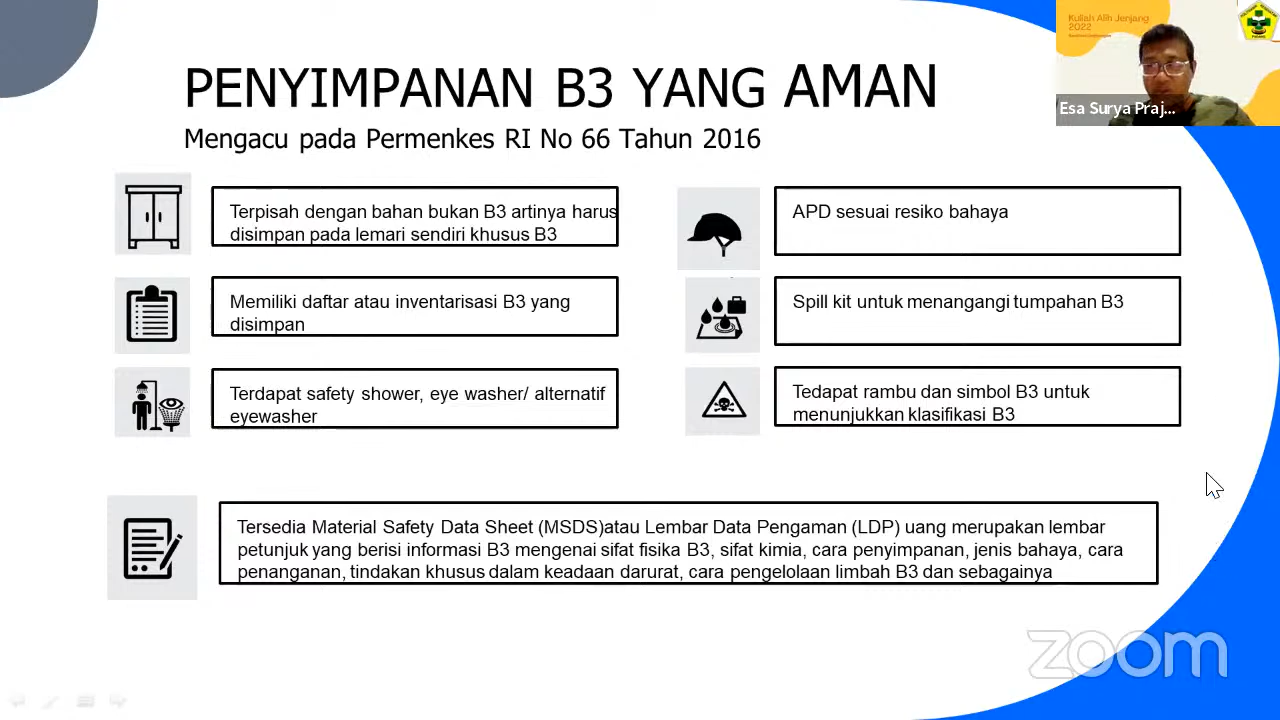 PENYIMPANAN B3 YANG AMAN
Mengacu pada Permenkes RI No 66 Tahun 2016
Terpisah dengan bahan bukan B3 artinya harus
disimpan pada lemari sendiri khusus B3
Memiliki daftar atau inventarisasi B3 yang
disimpan
Terdapat safety shower, eye washer/ alternatif
eyewasher
APD sesuai resiko bahaya
Spill kit untuk menangangi tumpahan B3
Tedapat rambu dan simbol B3 untuk
menunjukkan klasifikasi B3
Tersedia Material Safety Data Sheet (MSDS)atau Lembar Data Pengaman (LDP) uang merupakan lembar
petunjuk yang berisi informasi B3 mengenai sifat fisika B3, sifat kimia, cara penyimpanan, jenis bahaya, cara
penanganan, tindakan khusus dalam keadaan darurat, cara pengelolaan limbah B3 dan sebagainya
Kuliah Alih Jenjang
2022
Esa Surya Praj...
zoom